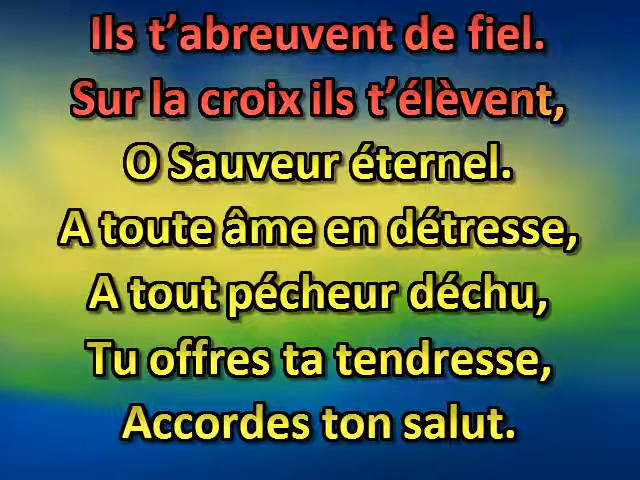 Ils t’abreuvent de fiel.
Sur la croix ils t’élèvent,
O Sauveur éternel.
A toute âme en détresse,
A tout pécheur déchu,
Tu offres ta tendresse,
Accordes ton salut.